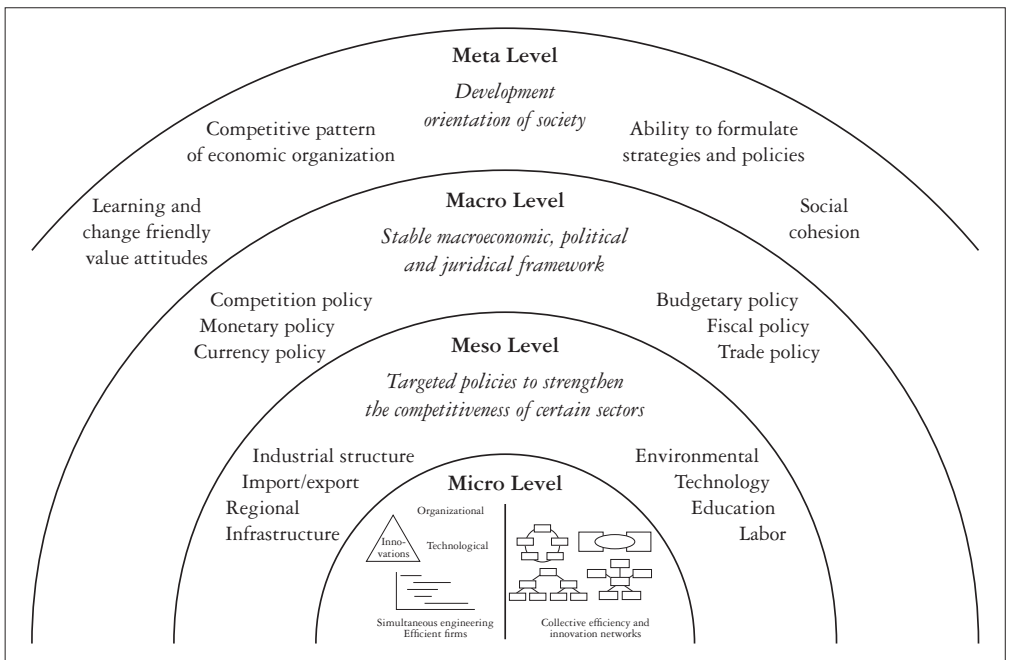 Meta Level
Development
orientation of society
Competitive pattern
of economic organization
Ability to formulate
strategies and policies
Learning and
change friendly
value attitudes
Social
cohesion
Macro Level
Stable macroeconomic, political
and juridical framework
Competition policy
Monetary policy
Currency policy
Budgetary policy
Fiscal policy
Trade policy
Meso Level
Targeted policies to strengthen
the competitiveness of certain sectors
Industrial structure
Import/export
Regional
Infrastructure
Environmental
Technology
Education
Labor
Micro Level
Organizational
Inno-
vations
Technological
Simultaneous engineering
Efficient firms
Collective efficiency and
innovation networks